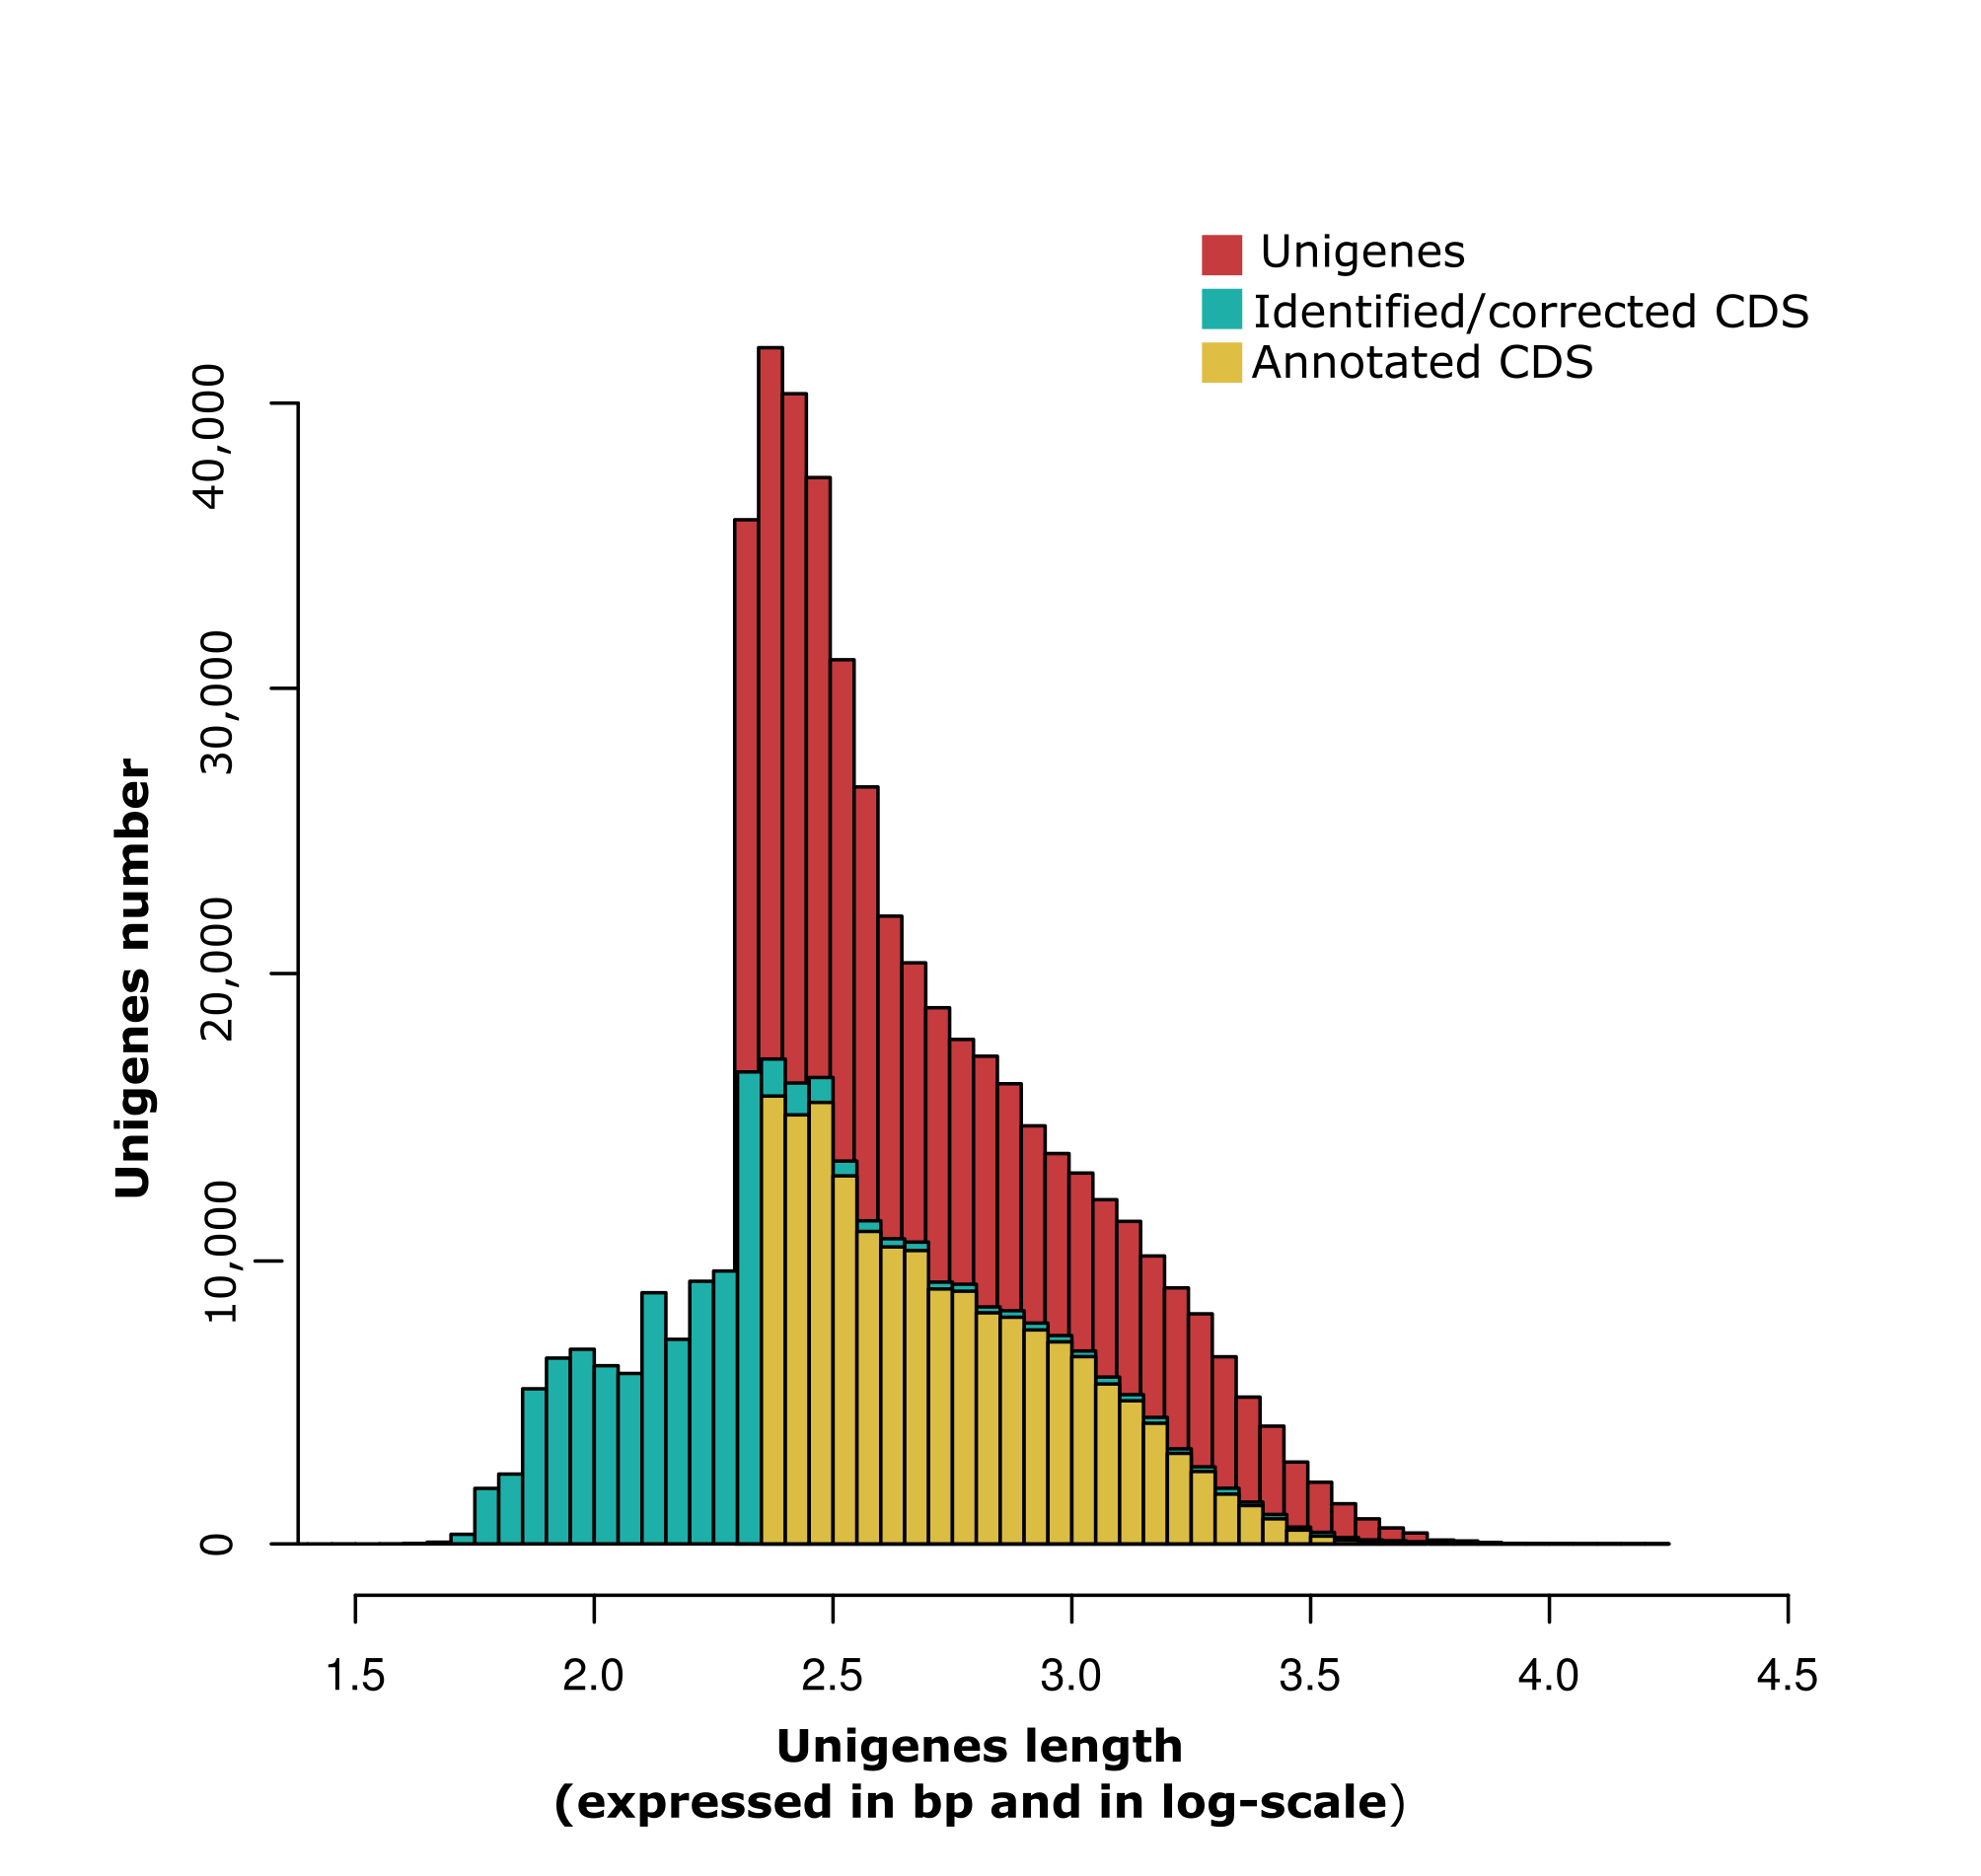 Unigenes
Identified/corrected CDS
Annotated CDS
40,000
30,000
20,000
10,000
0
Unigenes number
1.5 2.0 2.5 3.0 3.5 4.0 4.5
Unigenes length
(expressed in bp and in log-scale)